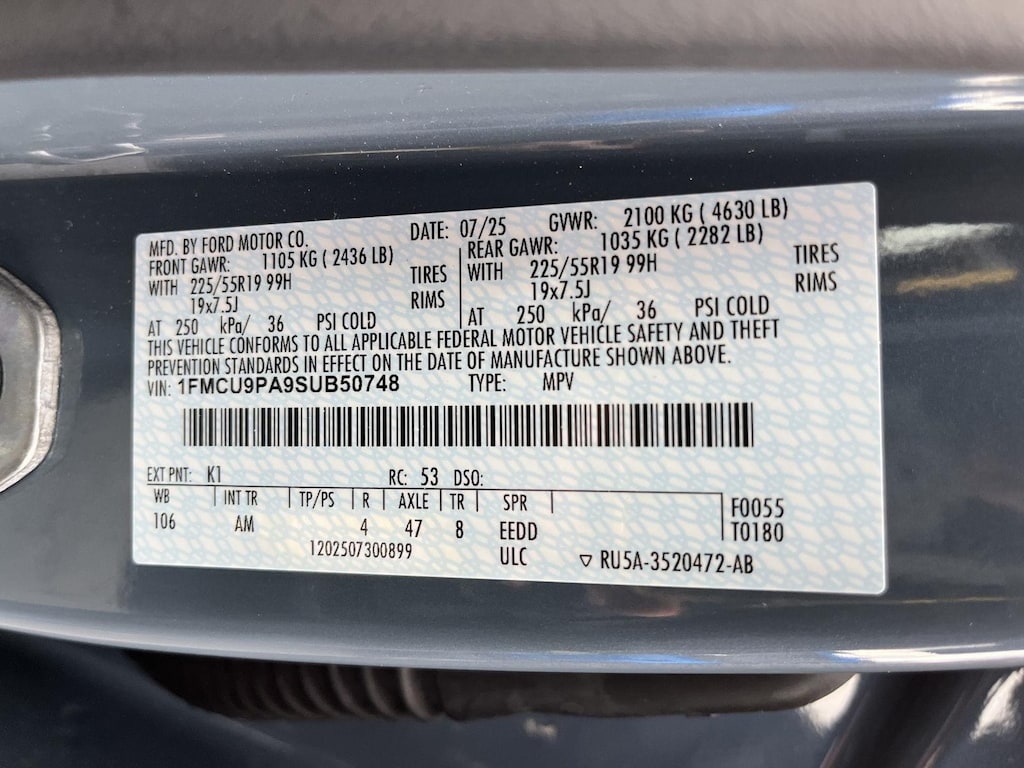 MFD. BY FORD MOTOR CO. DATE: 07/25 GVWR: 2100 KG ( 4630 LB)
FRONT GAWR: 1105 KG ( 2436 LB) REAR GAWR: 1035 KG ( 2282 LB)
WITH 225/55R19 99H TIRES WITH 225/55R19 99H TIRES
19x7.5J RIMS 19x7.5J RIMS
AT 250 kPa/ 36 PSI COLD AT 250 kPa/ 36 PSI COLD
THIS VEHICLE CONFORMS TO ALL APPLICABLE FEDERAL MOTOR VEHICLE SAFETY AND THEFT
PREVENTION STANDARDS IN EFFECT ON THE DATE OF MANUFACTURE SHOWN ABOVE.
VIN: 1FMCU9PA9SUB50748 TYPE: MPV
EXT PNT: K1 RC: 53 DSO:
WB INT TR TP/PS R AXLE TR SPR F0055
106 AM 4 47 8 EEDD T0180
1202507300899 ULC ▽ RU5A-3520472-AB